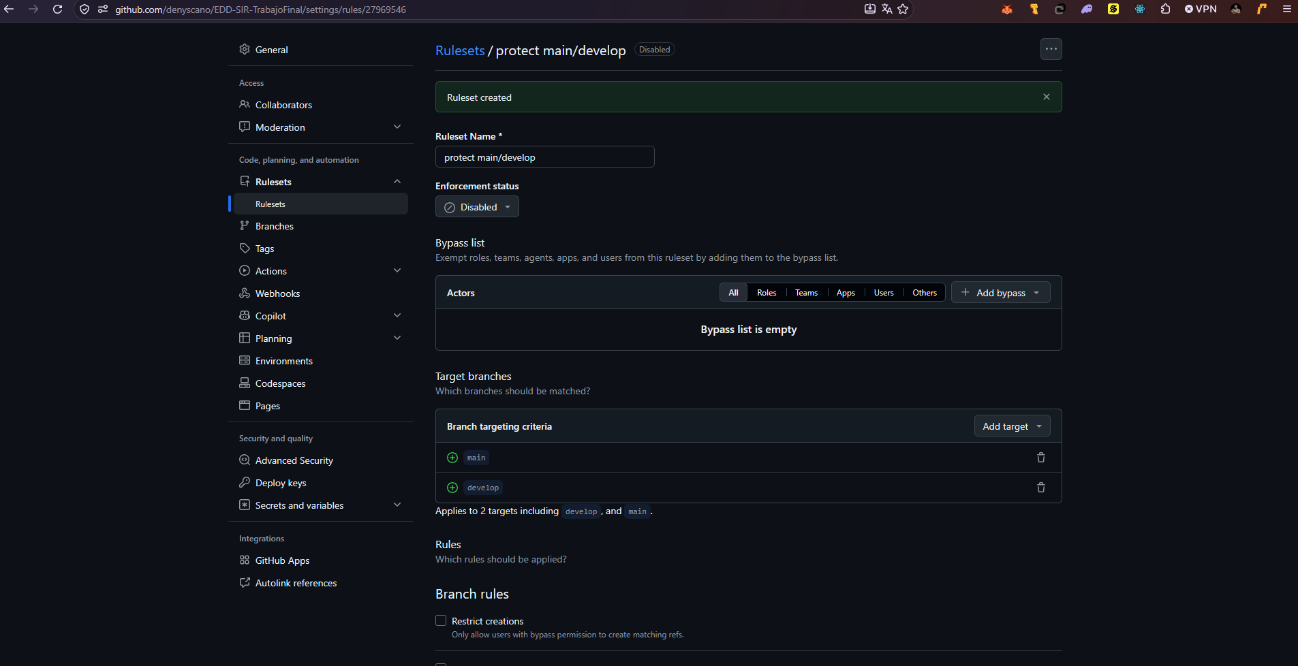 github.com/denyscano/EDD-SIR-TrabajoFinal/settings/rules/27969546
VPN
General
Access
Collaborators
Moderation
Code, planning, and automation
Rulesets
Rulesets
Branches
Tags
Actions
Webhooks
Copilot
Planning
Environments
Codespaces
Pages
Security and quality
Advanced Security
Deploy keys
Secrets and variables
Integrations
GitHub Apps
Autolink references
Rulesets / protect main/develop Disabled
Ruleset created
Ruleset Name *
protect main/develop
Enforcement status
Disabled
Bypass list
Exempt roles, teams, agents, apps, and users from this ruleset by adding them to the bypass list.
Actors All Roles Teams Apps Users Others Add bypass
Bypass list is empty
Target branches
Which branches should be matched?
Branch targeting criteria Add target
main
develop
Applies to 2 targets including develop, and main.
Rules
Which rules should be applied?
Branch rules
Restrict creations
Only allow users with bypass permission to create matching refs.